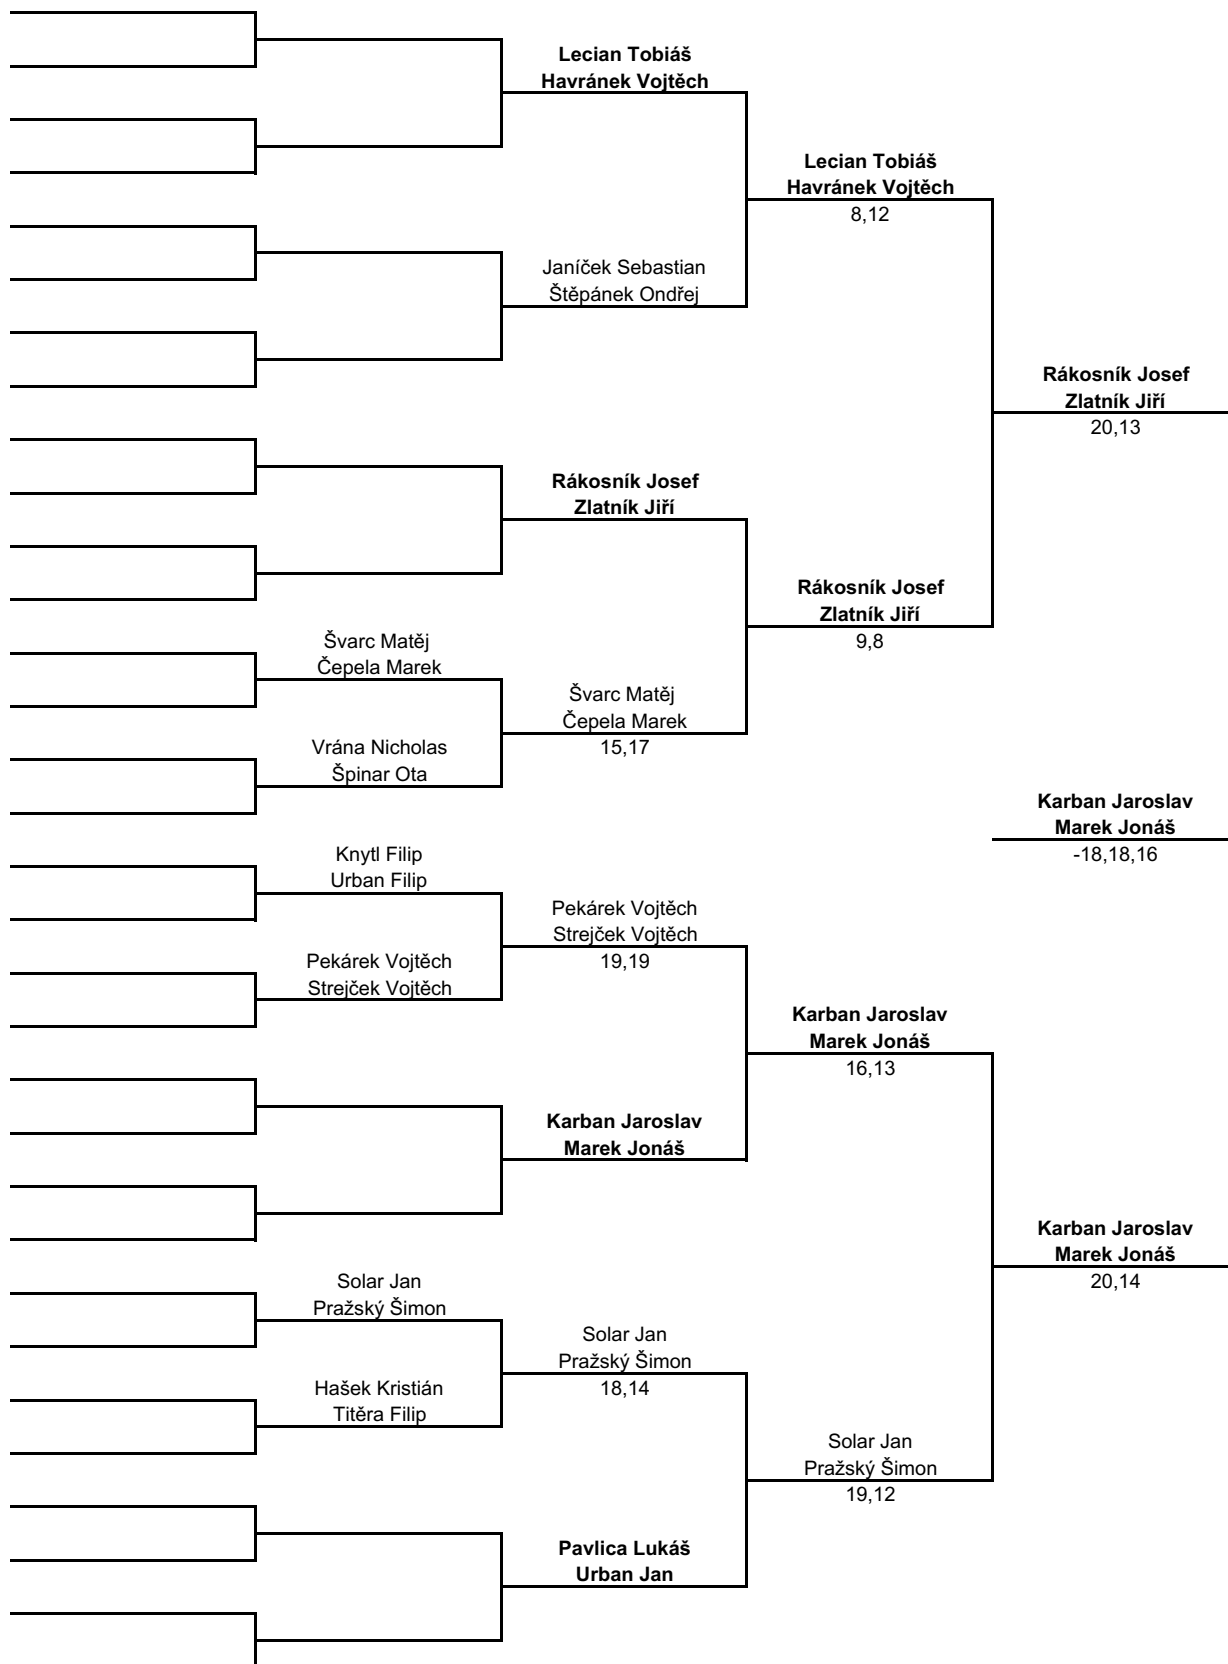 Lecian Tobiáš
Havránek Vojtěch
Lecian Tobiáš
Havránek Vojtěch
8,12
Janíček Sebastian
Štěpánek Ondřej
Rákosník Josef
Zlatník Jiří
20,13
Rákosník Josef
Zlatník Jiří
Rákosník Josef
Zlatník Jiří
9,8
Švarc Matěj
Čepela Marek
Švarc Matěj
Čepela Marek
15,17
Vrána Nicholas
Špinar Ota
Karban Jaroslav
Marek Jonáš
-18,18,16
Knytl Filip
Urban Filip
Pekárek Vojtěch
Strejček Vojtěch
19,19
Pekárek Vojtěch
Strejček Vojtěch
Karban Jaroslav
Marek Jonáš
16,13
Karban Jaroslav
Marek Jonáš
Karban Jaroslav
Marek Jonáš
20,14
Solar Jan
Pražský Šimon
Solar Jan
Pražský Šimon
18,14
Hašek Kristián
Titěra Filip
Solar Jan
Pražský Šimon
19,12
Pavlica Lukáš
Urban Jan